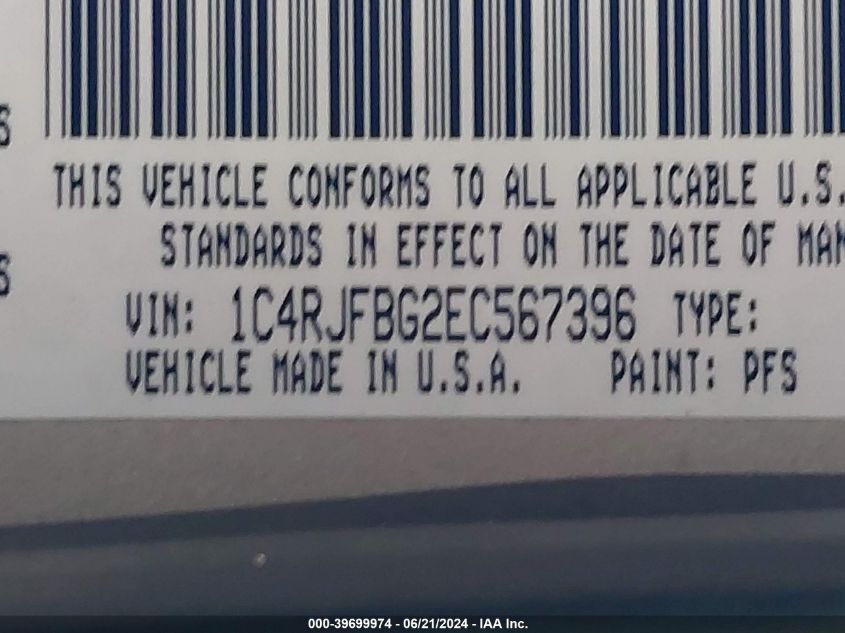 THIS VEHICLE CONFORMS TO ALL APPLICABLE U.S.
STANDARDS IN EFFECT ON THE DATE OF MAN
VIN: 1C4RJFBG2EC567396 TYPE:
VEHICLE MADE IN U.S.A. PAINT: PFS
000-39699974 - 06/21/2024 - IAA Inc.